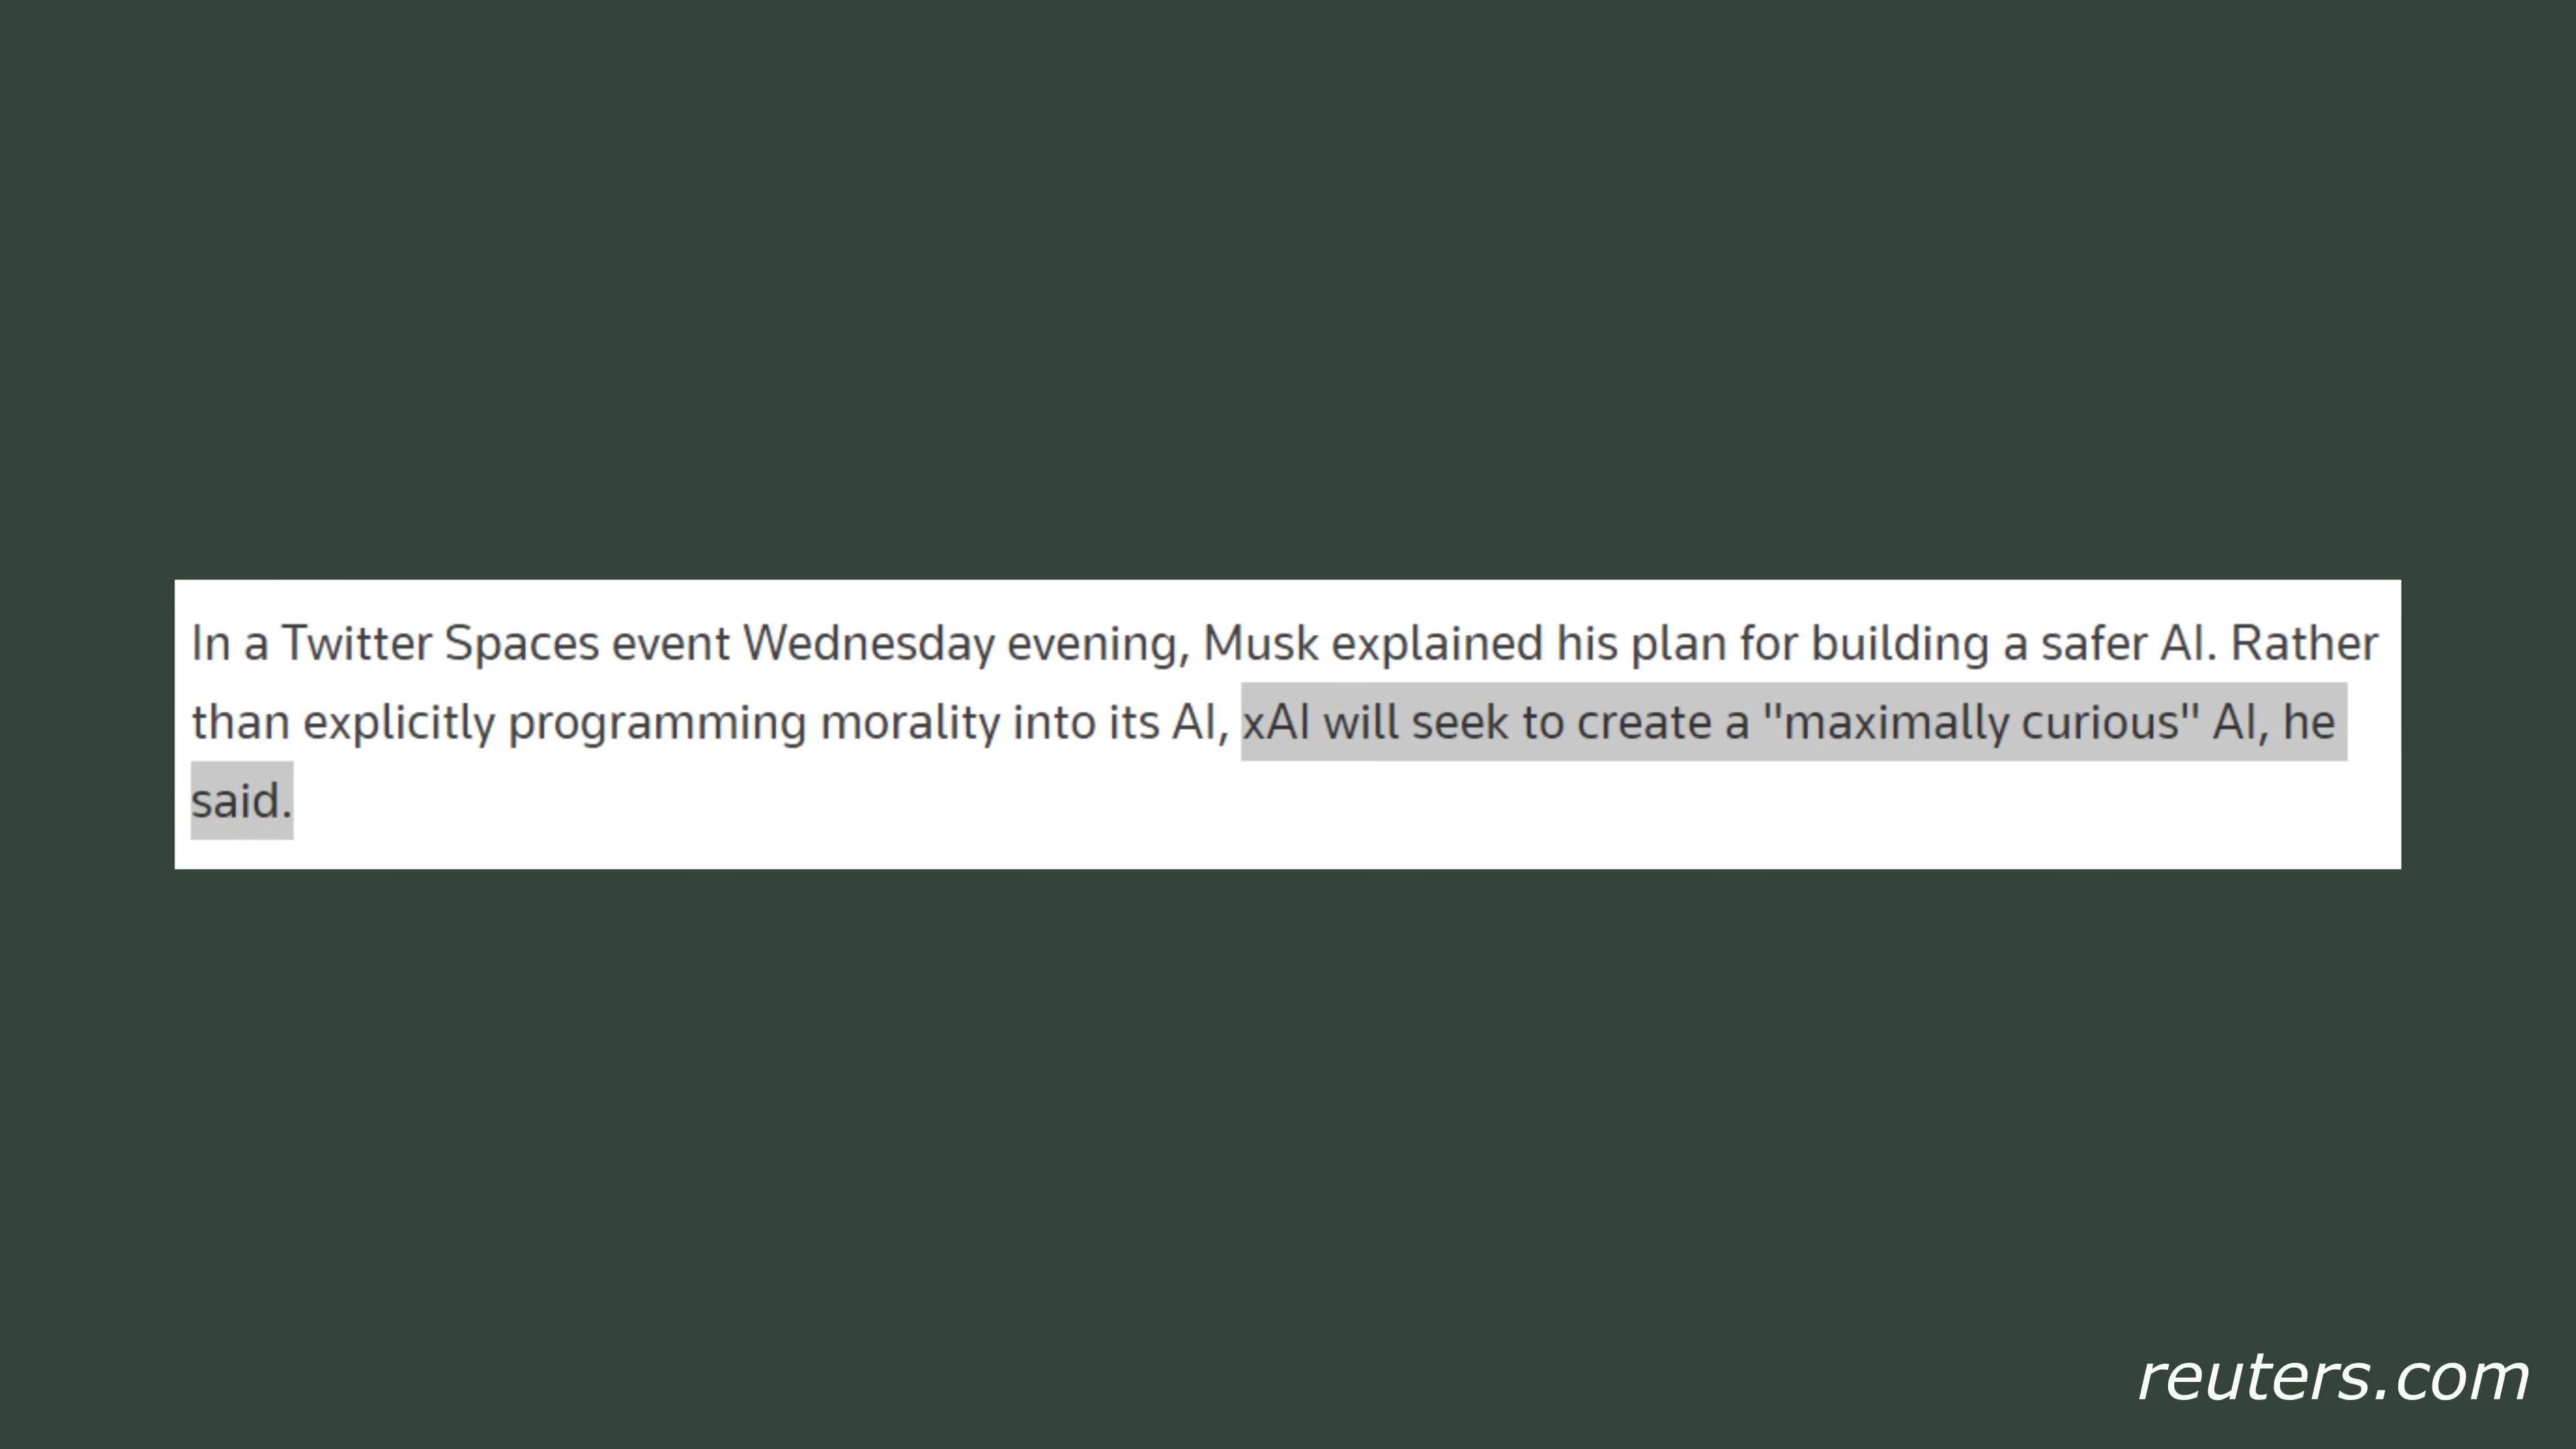 In a Twitter Spaces event Wednesday evening, Musk explained his plan for building a safer AI. Rather
than explicitly programming morality into its AI, xAI will seek to create a "maximally curious" AI, he
said.
reuters.com